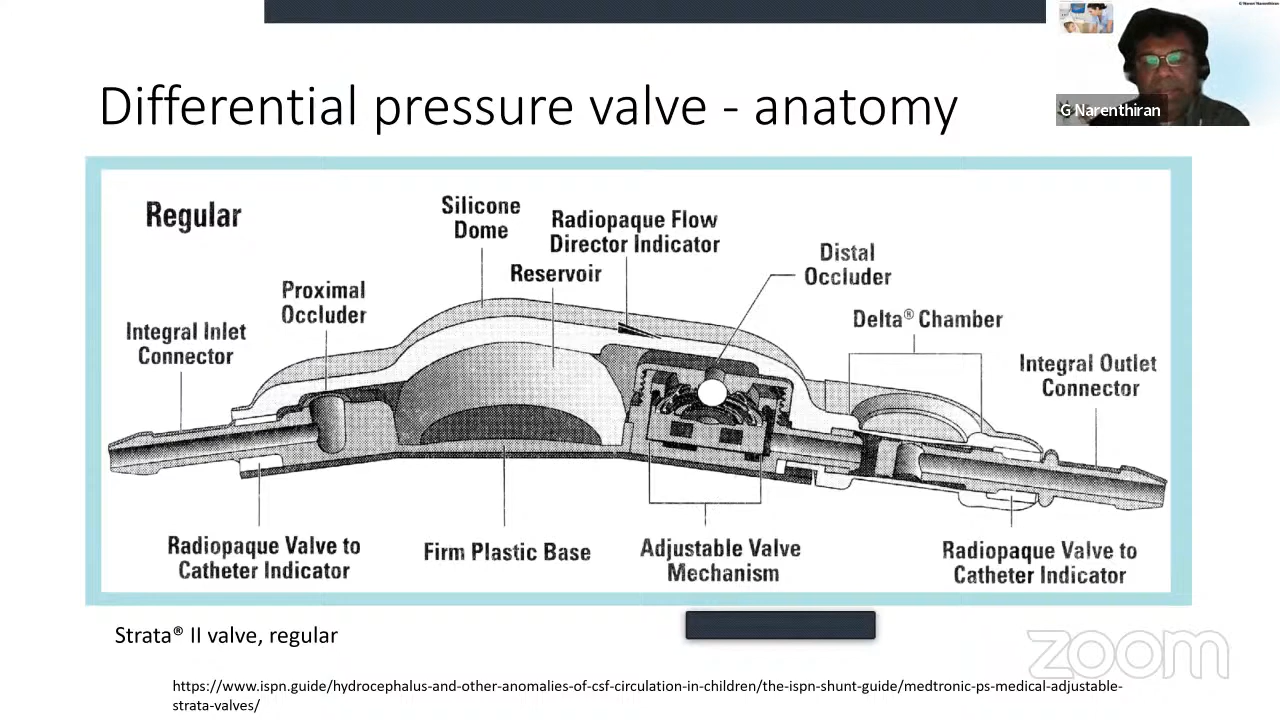 Differential pressure valve - anatomy
G Narenthiran
Regular
Silicone
Dome
Radiopaque Flow
Director Indicator
Reservoir
Distal
Occluder
Proximal
Occluder
Delta® Chamber
Integral Inlet
Connector
Integral Outlet
Connector
Radiopaque Valve to
Catheter Indicator
Firm Plastic Base
Adjustable Valve
Mechanism
Radiopaque Valve to
Catheter Indicator
Strata® II valve, regular
zoom
https://www.ispn.guide/hydrocephalus-and-other-anomalies-of-csf-circulation-in-children/the-ispn-shunt-guide/medtronic-ps-medical-adjustable-
strata-valves/